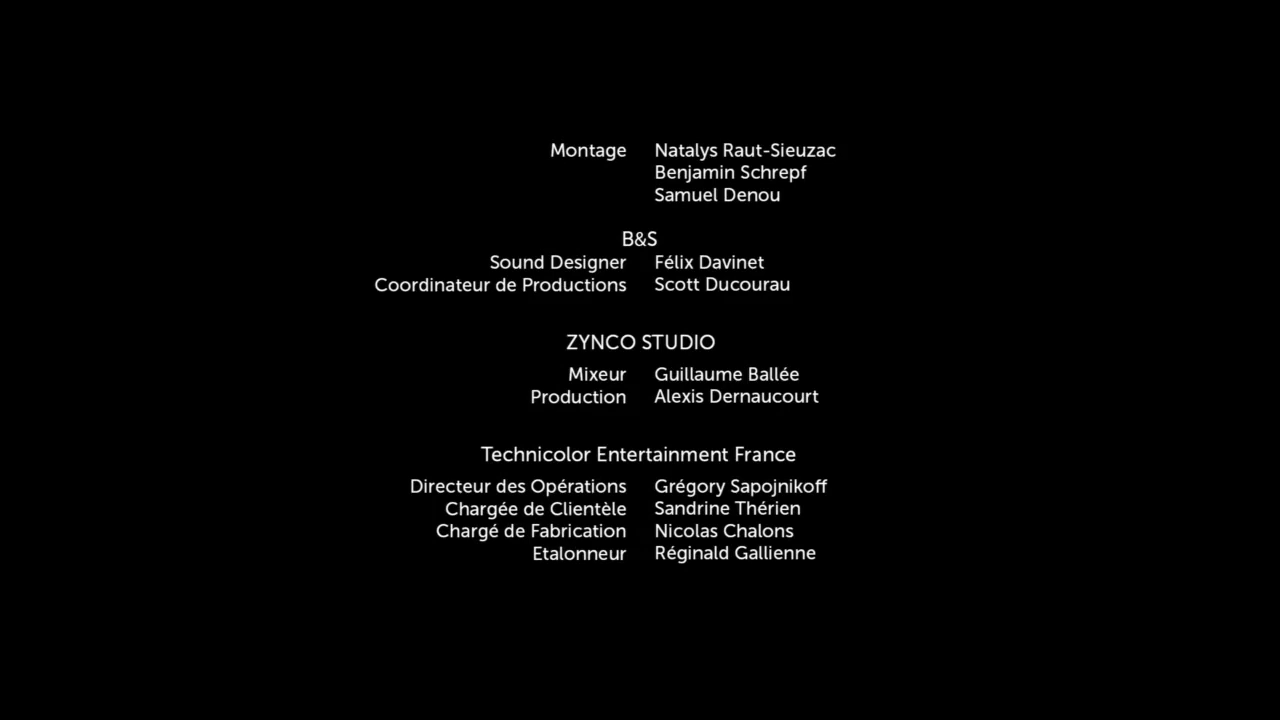 Montage Natalys Raut-Sieuzac
Benjamin Schrepf
Samuel Denou
B&S
Sound Designer Félix Davinet
Coordinateur de Productions Scott Ducourau
ZYNCO STUDIO
Mixeur Guillaume Ballée
Production Alexis Dernaucourt
Technicolor Entertainment France
Directeur des Opérations Grégory Sapojnikoff
Chargée de Clientèle Sandrine Thérien
Chargé de Fabrication Nicolas Chalons
Etalonneur Réginald Gallienne